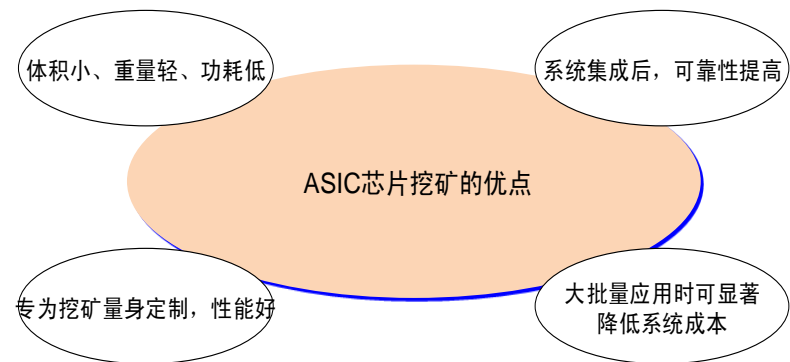 体积小、重量轻、功耗低
系统集成后，可靠性提高
ASIC芯片挖矿的优点
专为挖矿量身定制，性能好
大批量应用时可显著
降低系统成本